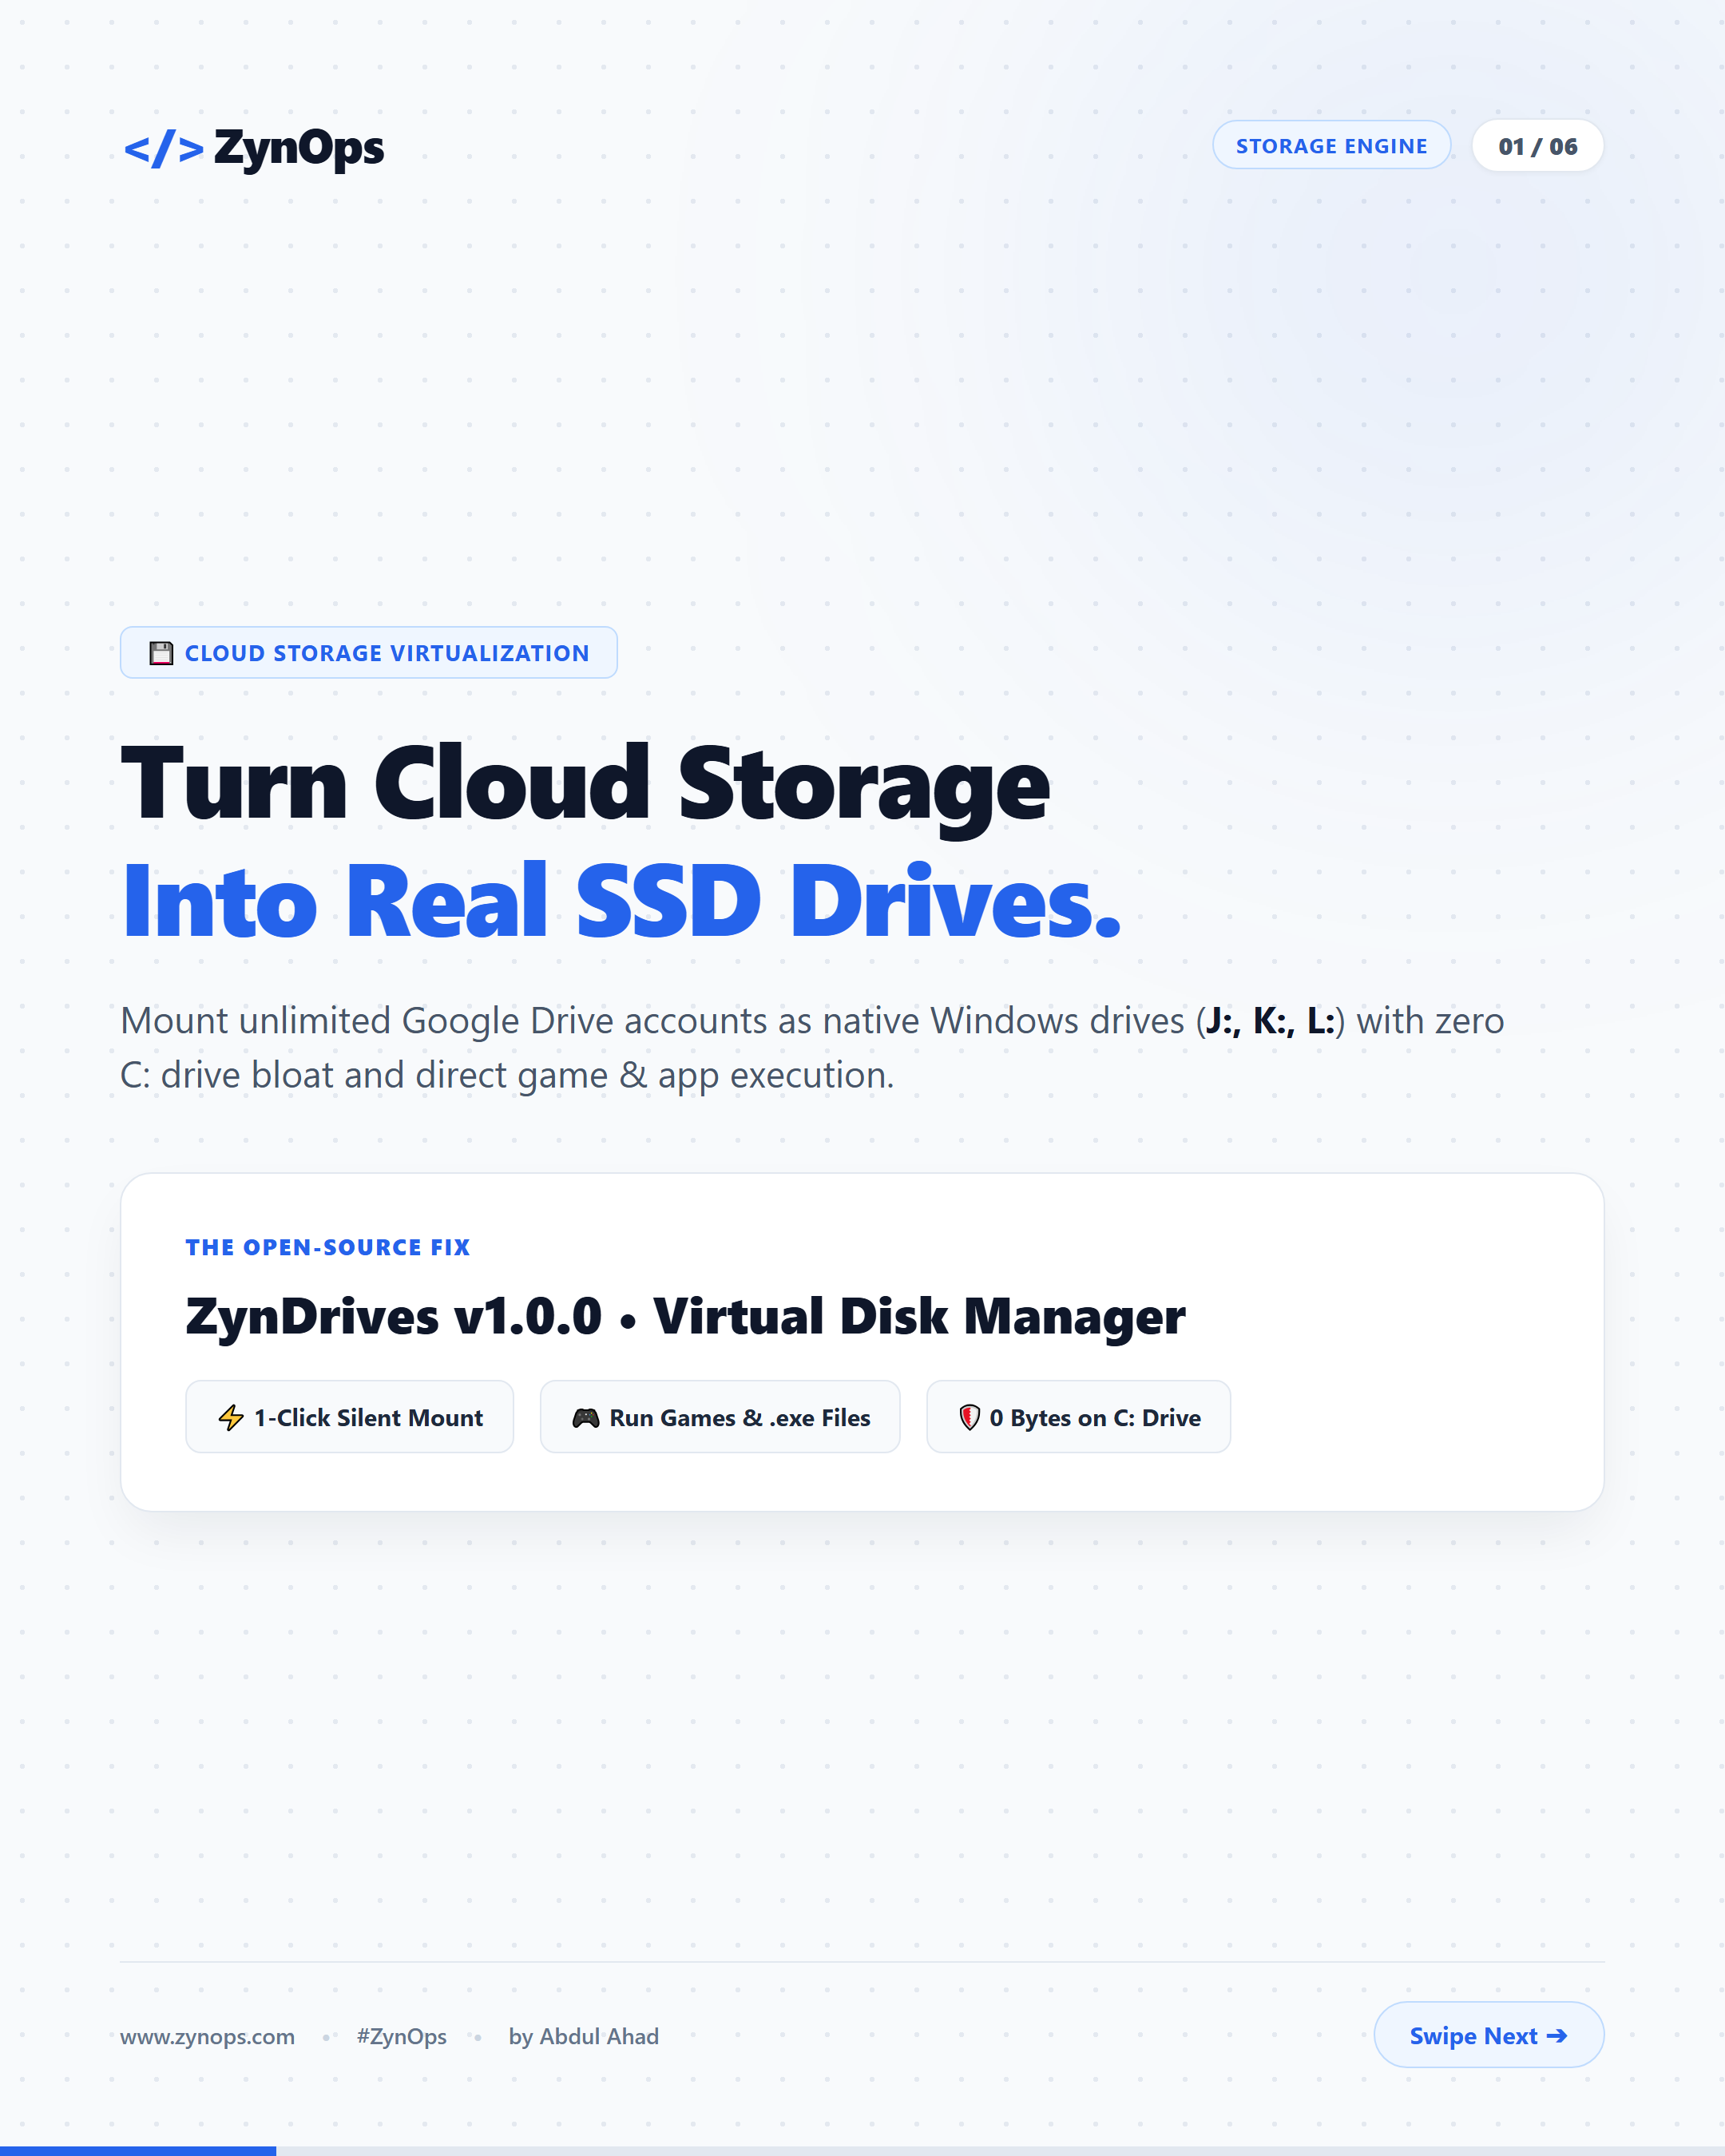 </> ZynOps
STORAGE ENGINE
01 / 06
💾 CLOUD STORAGE VIRTUALIZATION
Turn Cloud Storage
Into Real SSD Drives.
Mount unlimited Google Drive accounts as native Windows drives (J:, K:, L:) with zero
C: drive bloat and direct game & app execution.
THE OPEN-SOURCE FIX
ZynDrives v1.0.0 • Virtual Disk Manager
⚡ 1-Click Silent Mount
🎮 Run Games & .exe Files
🛡️ 0 Bytes on C: Drive
www.zynops.com • #ZynOps • by Abdul Ahad
Swipe Next ➔